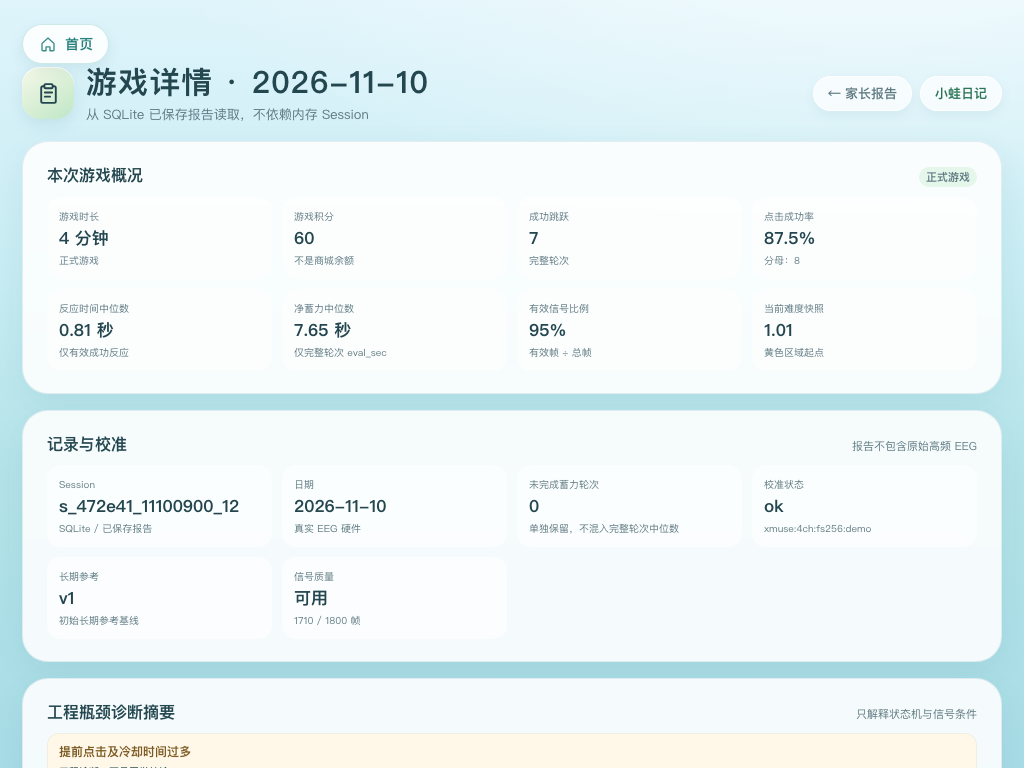 首页
游戏详情 · 2026-11-10
从 SQLite 已保存报告读取，不依赖内存 Session
← 家长报告
小蛙日记
本次游戏概况
正式游戏
游戏时长
4 分钟
正式游戏
游戏积分
60
不是商城余额
成功跳跃
7
完整轮次
点击成功率
87.5%
分母：8
反应时间中位数
0.81 秒
仅有效成功反应
净蓄力中位数
7.65 秒
仅完整轮次 eval_sec
有效信号比例
95%
有效帧 ÷ 总帧
当前难度快照
1.01
黄色区域起点
记录与校准
报告不包含原始高频 EEG
Session
s_472e41_11100900_12
SQLite / 已保存报告
日期
2026-11-10
真实 EEG 硬件
未完成蓄力轮次
0
单独保留，不混入完整轮次中位数
校准状态
ok
xmuse:4ch:fs256:demo
长期参考
v1
初始长期参考基线
信号质量
可用
1710 / 1800 帧
工程瓶颈诊断摘要
只解释状态机与信号条件
提前点击及冷却时间过多